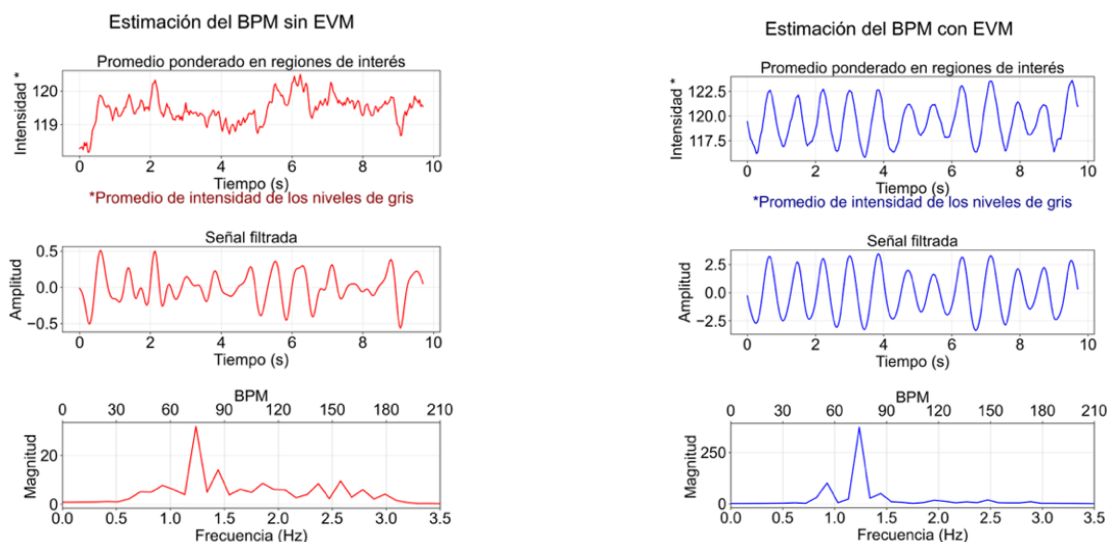 Estimación del BPM sin EVM
Promedio ponderado en regiones de interés
Intensidad *
120
119
0 2 4 6 8 10
Tiempo (s)
*Promedio de intensidad de los niveles de gris
Señal filtrada
Amplitud
0.5
0.0
−0.5
0 2 4 6 8 10
Tiempo (s)
BPM
0 30 60 90 120 150 180 210
Magnitud
20
0
0.0 0.5 1.0 1.5 2.0 2.5 3.0 3.5
Frecuencia (Hz)
Estimación del BPM con EVM
Promedio ponderado en regiones de interés
Intensidad *
122.5
120.0
117.5
0 2 4 6 8 10
Tiempo (s)
*Promedio de intensidad de los niveles de gris
Señal filtrada
Amplitud
2.5
0.0
−2.5
0 2 4 6 8 10
Tiempo (s)
BPM
0 30 60 90 120 150 180 210
Magnitud
250
0
0.0 0.5 1.0 1.5 2.0 2.5 3.0 3.5
Frecuencia (Hz)